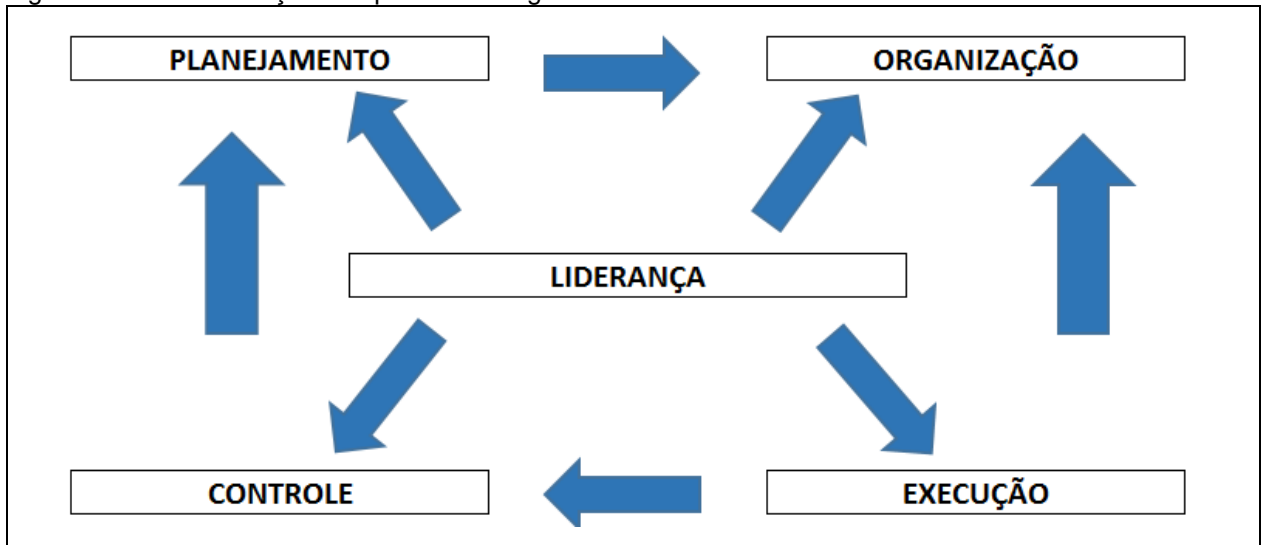 PLANEJAMENTO
ORGANIZAÇÃO
LIDERANÇA
CONTROLE
EXECUÇÃO